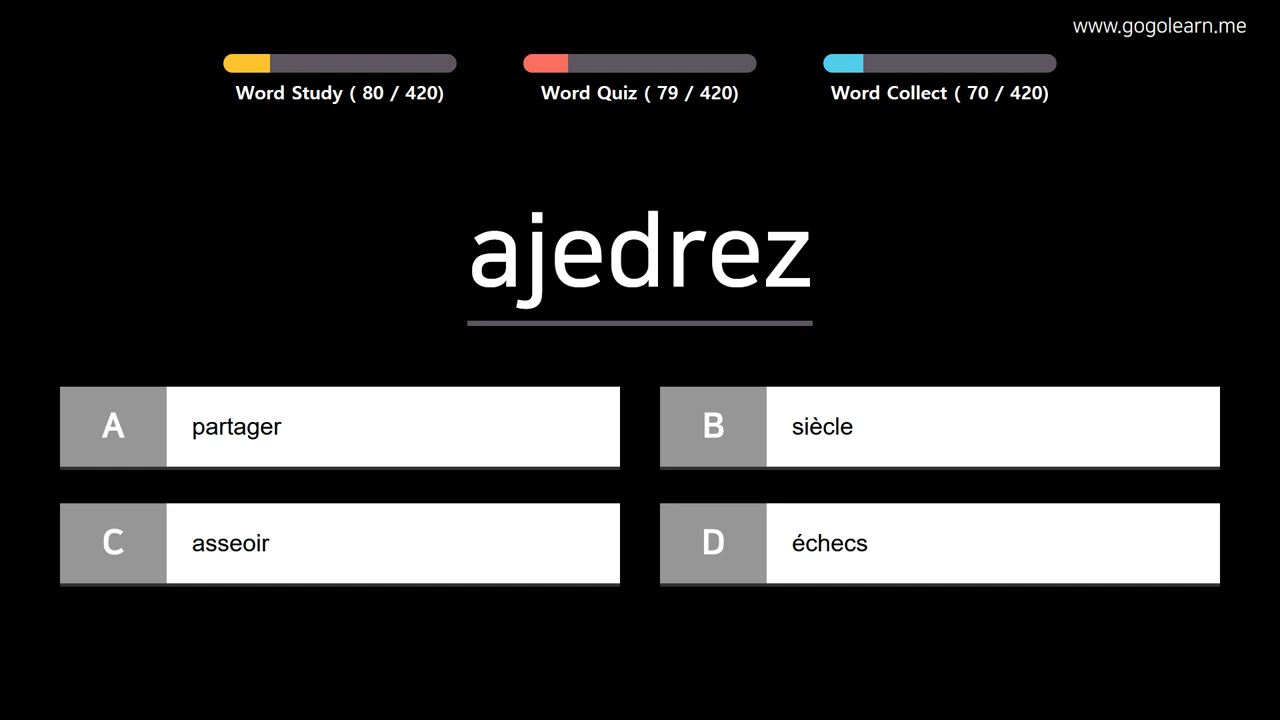 www.gogolearn.me
Word Study ( 80 / 420)
Word Quiz ( 79 / 420)
Word Collect ( 70 / 420)
ajedrez
A partager
B siècle
C asseoir
D échecs